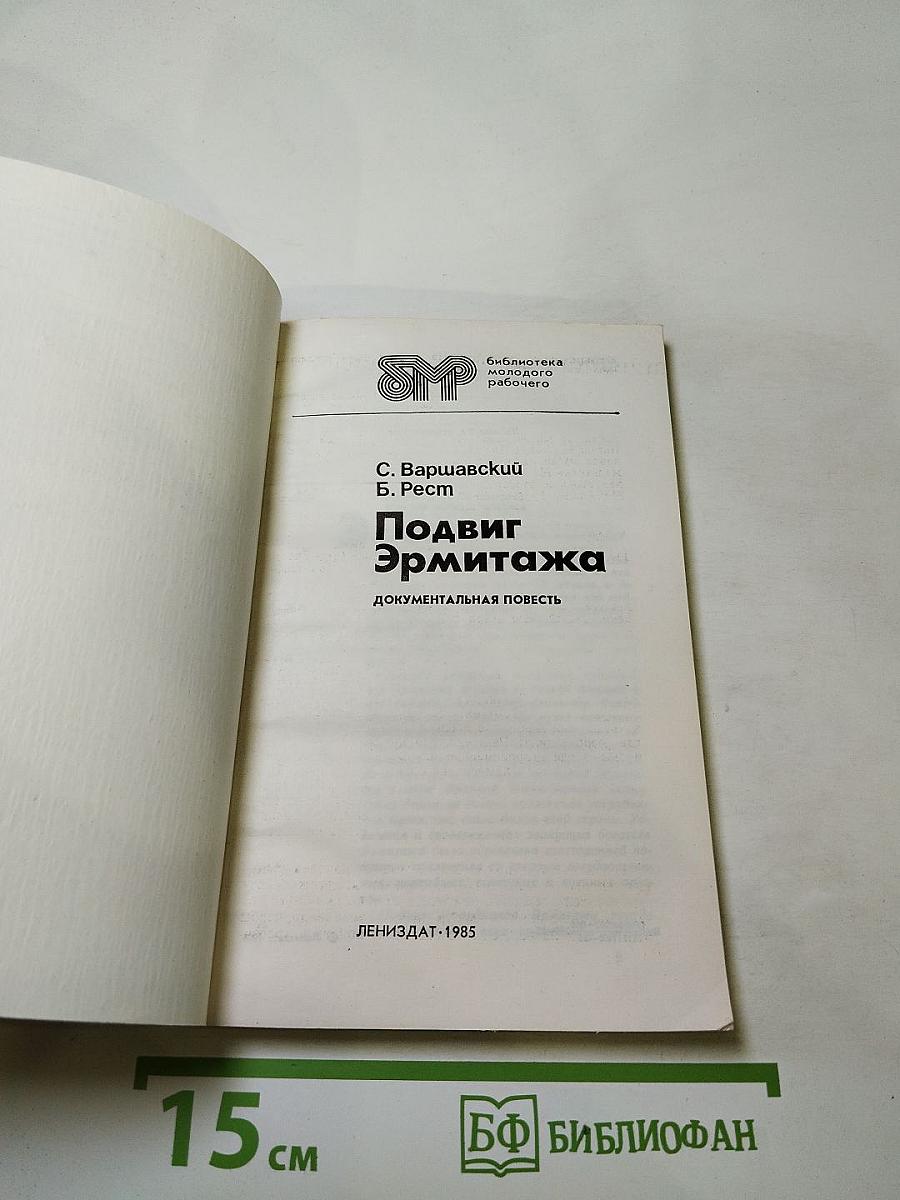 бмр
библиотека
молодого
рабочего
С. Варшавский
Б. Рест
Подвиг
Эрмитажа
ДОКУМЕНТАЛЬНАЯ ПОВЕСТЬ
ЛЕНИЗДАТ·1985
15 см
БФ БИБЛИОФАН